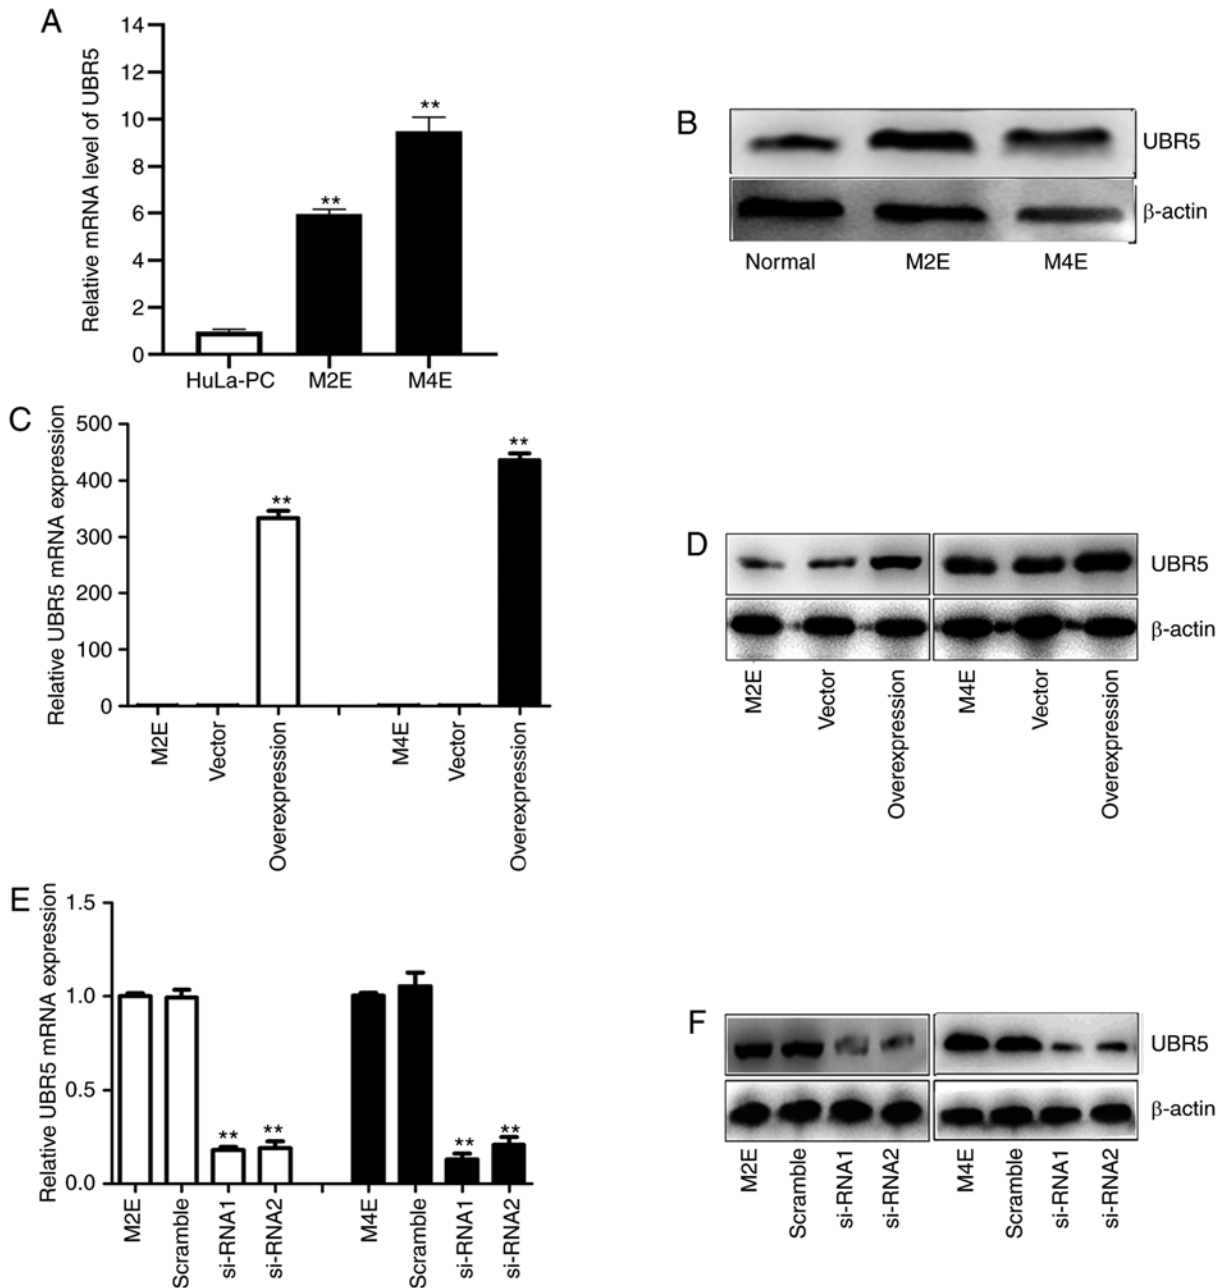 A
Relative mRNA level of UBR5
14
12
10
8
6
4
2
0
**
**
HuLa-PC M2E M4E
B
UBR5
β-actin
Normal M2E M4E
C
Relative UBR5 mRNA expression
500
400
300
200
100
0
**
**
M2E
Vector
Overexpression
M4E
Vector
Overexpression
D
UBR5
β-actin
M2E
Vector
Overexpression
M4E
Vector
Overexpression
E
Relative UBR5 mRNA expression
1.5
1.0
0.5
0.0
** **
** **
M2E
Scramble
si-RNA1
si-RNA2
M4E
Scramble
si-RNA1
si-RNA2
F
UBR5
β-actin
M2E
Scramble
si-RNA1
si-RNA2
M4E
Scramble
si-RNA1
si-RNA2